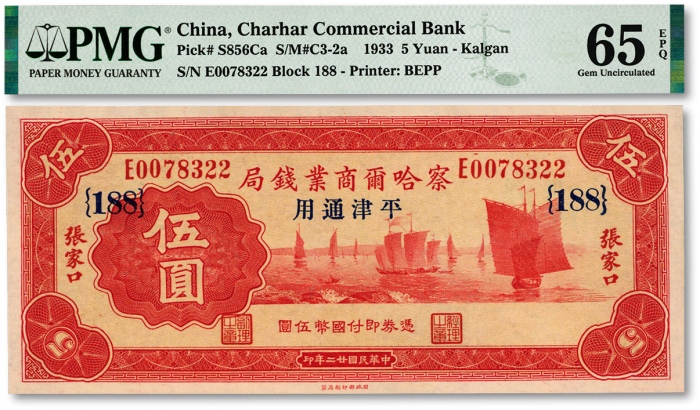 PMG
PAPER MONEY GUARANTY
China, Charhar Commercial Bank
Pick# S856Ca S/M#C3-2a 1933 5 Yuan - Kalgan
S/N E0078322 Block 188 - Printer: BEPP
65 EPQ
Gem Uncirculated
伍
伍
E0078322
E0078322
察哈爾商業錢局
{188}
{188}
平津通用
張家口
張家口
伍圓
憑券即付國幣伍圓
5
5
中華民國廿二年印